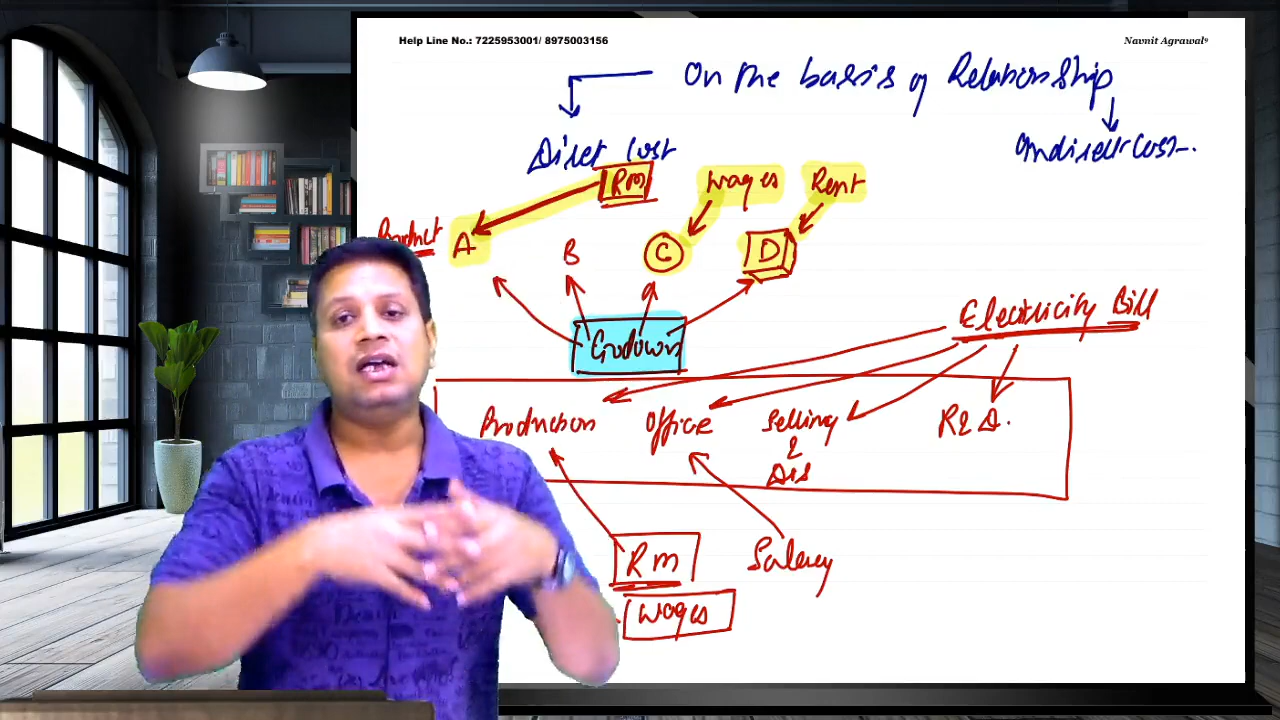 Help Line No.: 7225953001/ 8975003156
Navnit Agrawal
On the basis of Relationship
Direct Cost
Indirect Cost
RM
Wages
Rent
Product
A
B
C
D
Godown
Electricity Bill
Production
Office
Selling
&
Dis
R & D.
Rm
Salary
Wages